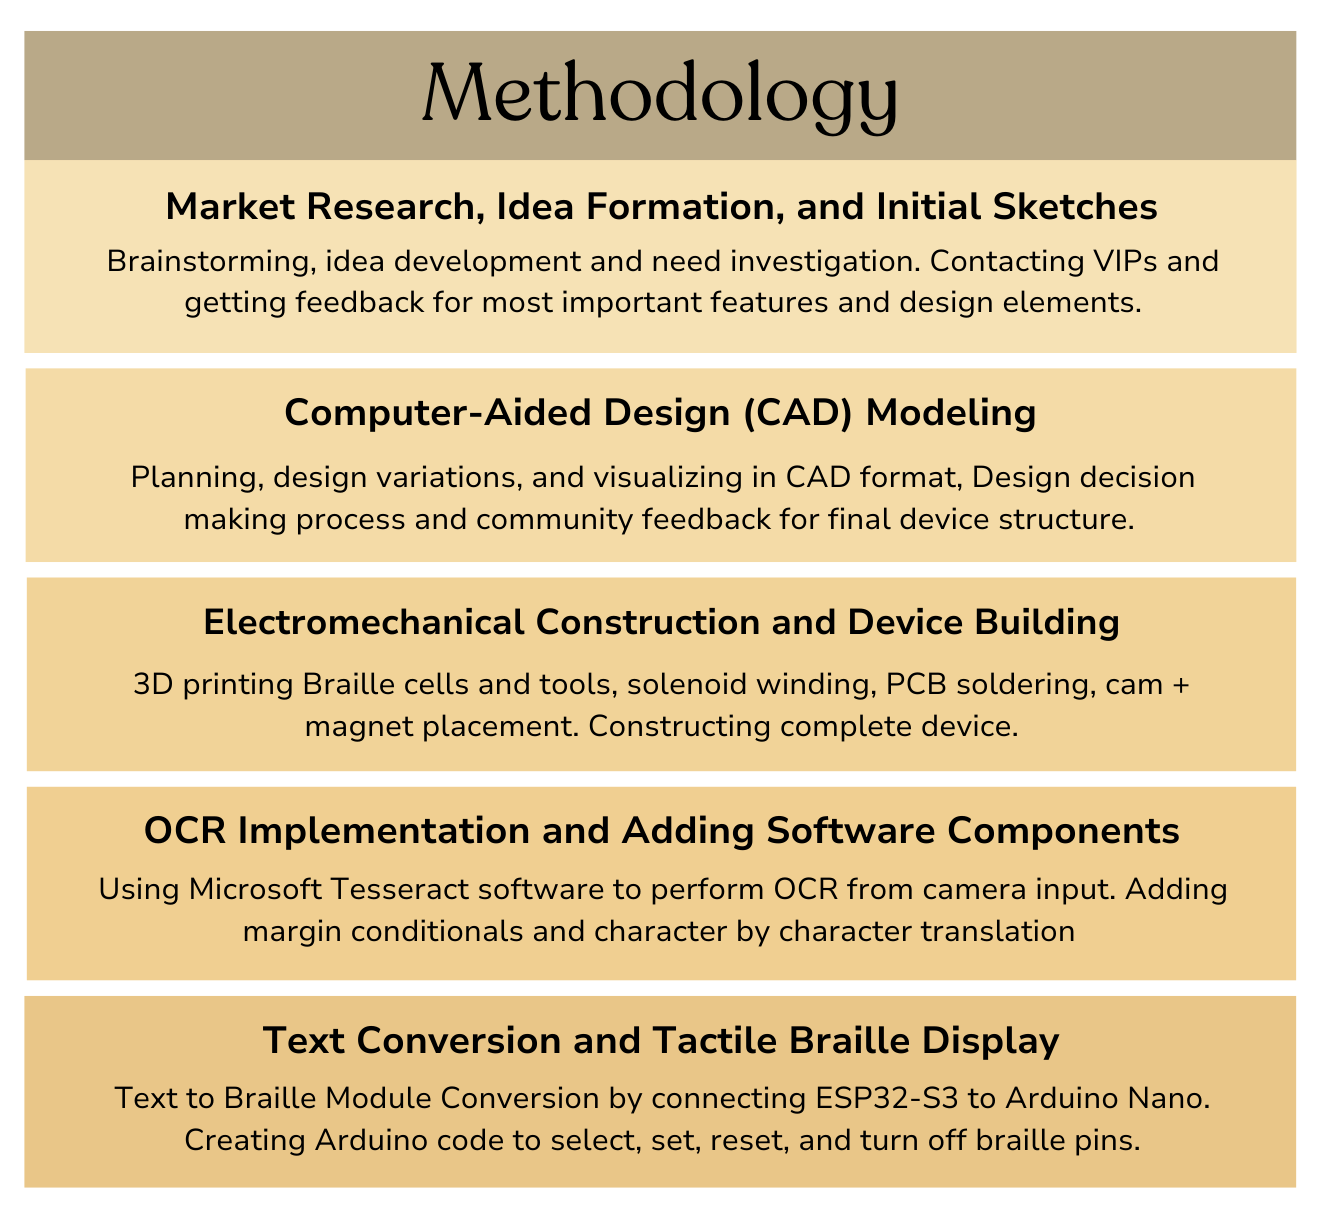 Methodology
Market Research, Idea Formation, and Initial Sketches
Brainstorming, idea development and need investigation. Contacting VIPs and
getting feedback for most important features and design elements.
Computer-Aided Design (CAD) Modeling
Planning, design variations, and visualizing in CAD format, Design decision
making process and community feedback for final device structure.
Electromechanical Construction and Device Building
3D printing Braille cells and tools, solenoid winding, PCB soldering, cam +
magnet placement. Constructing complete device.
OCR Implementation and Adding Software Components
Using Microsoft Tesseract software to perform OCR from camera input. Adding
margin conditionals and character by character translation
Text Conversion and Tactile Braille Display
Text to Braille Module Conversion by connecting ESP32-S3 to Arduino Nano.
Creating Arduino code to select, set, reset, and turn off braille pins.